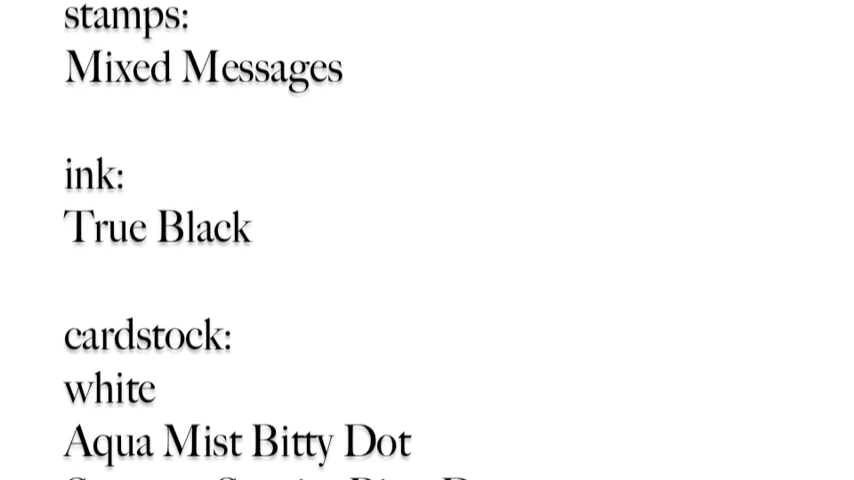 stamps:
Mixed Messages
ink:
True Black
cardstock:
white
Aqua Mist Bitty Dot